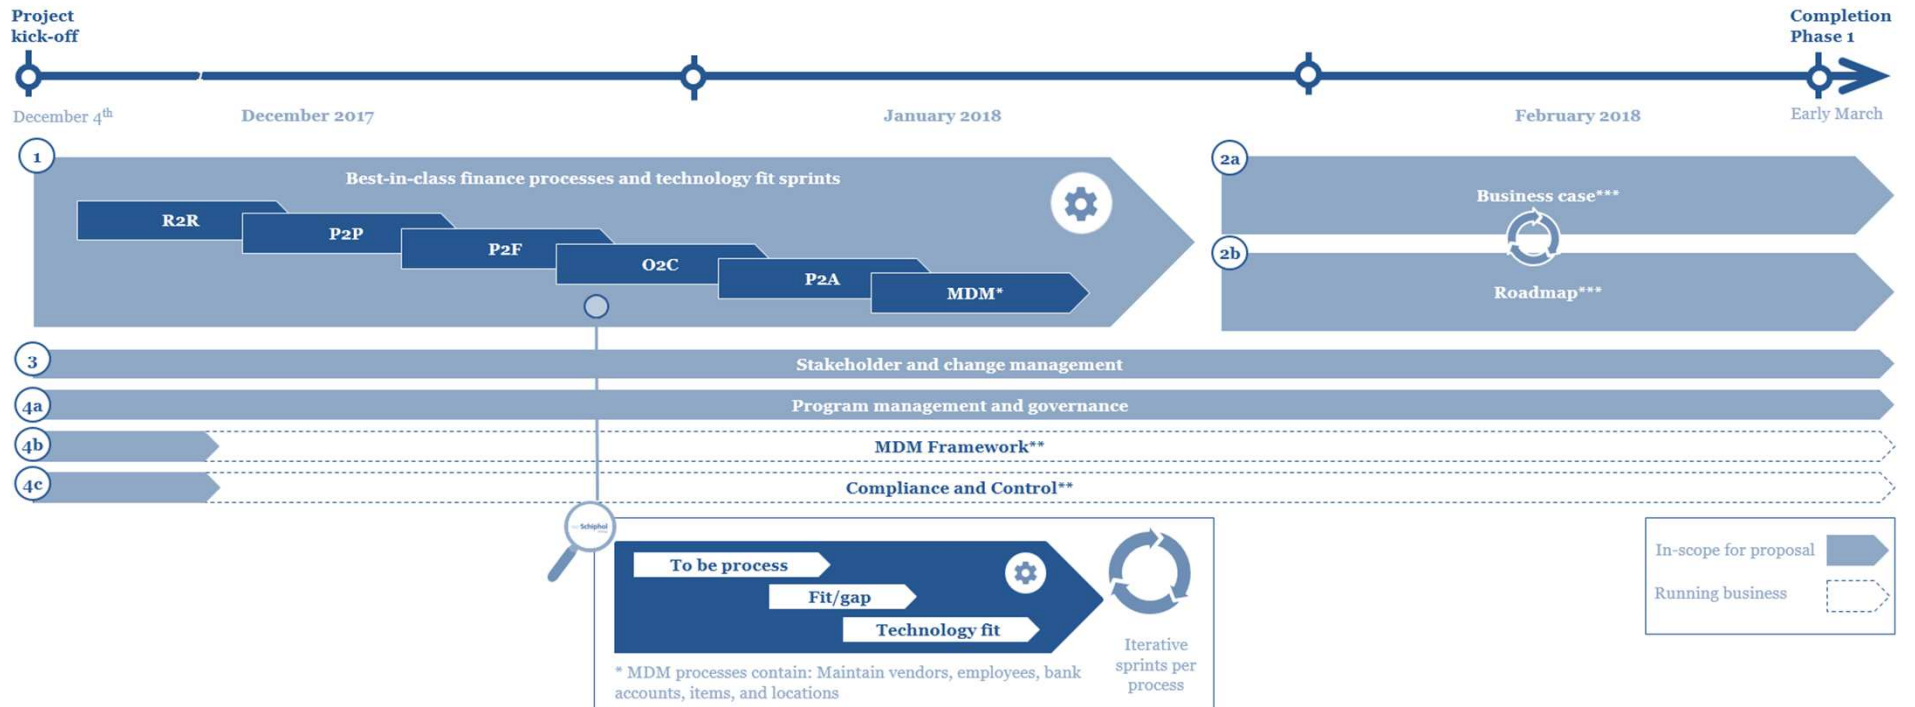 Project
kick-off
Completion
Phase 1
December 4th
December 2017
January 2018
February 2018
Early March
1
Best-in-class finance processes and technology fit sprints
R2R
P2P
P2F
O2C
P2A
MDM*
2a
Business case***
2b
Roadmap***
3
Stakeholder and change management
4a
Program management and governance
4b
MDM Framework**
4c
Compliance and Control**
Schiphol
To be process
Fit/gap
Technology fit
Iterative
sprints per
process
* MDM processes contain: Maintain vendors, employees, bank
accounts, items, and locations
In-scope for proposal
Running business